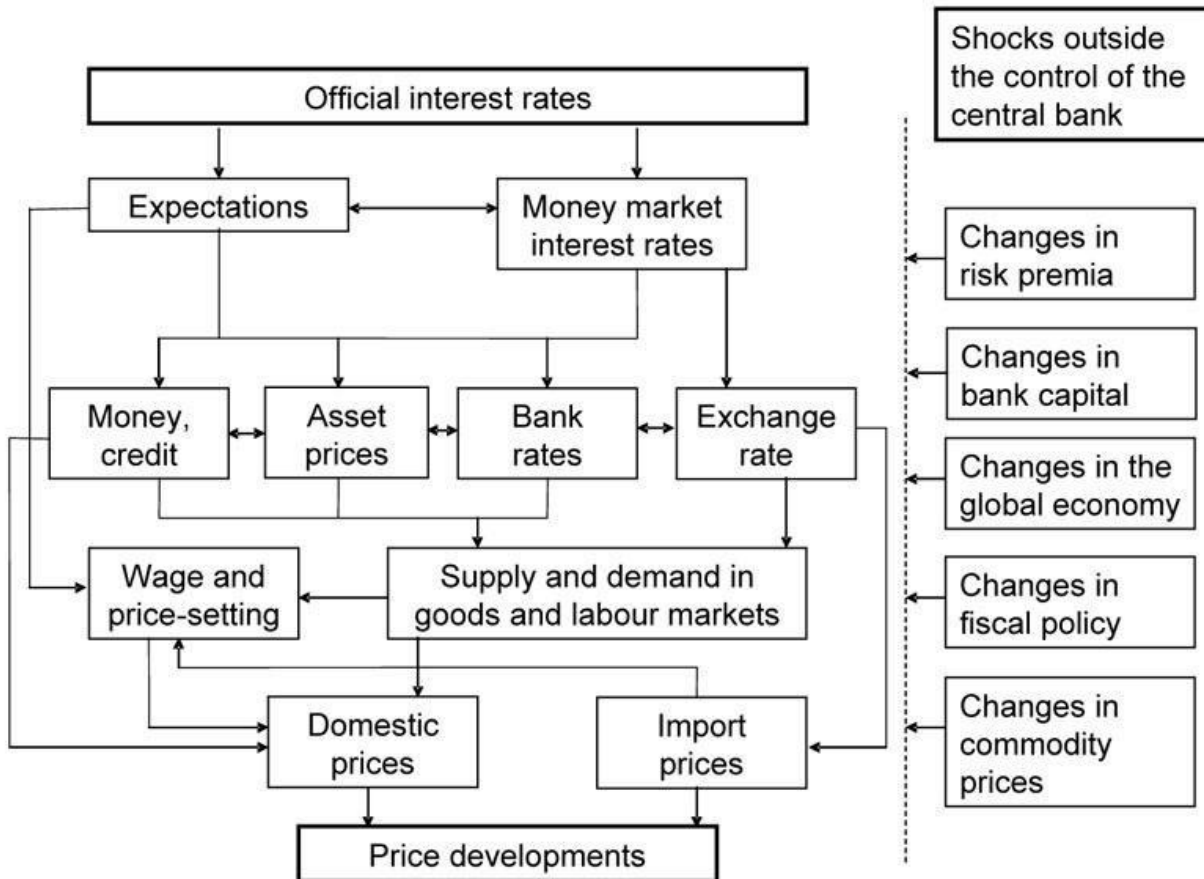 Official interest rates
Shocks outside
the control of the
central bank
Expectations
Money market
interest rates
Changes in
risk premia
Changes in
bank capital
Money,
credit
Asset
prices
Bank
rates
Exchange
rate
Changes in the
global economy
Wage and
price-setting
Supply and demand in
goods and labour markets
Changes in
fiscal policy
Domestic
prices
Import
prices
Changes in
commodity
prices
Price developments